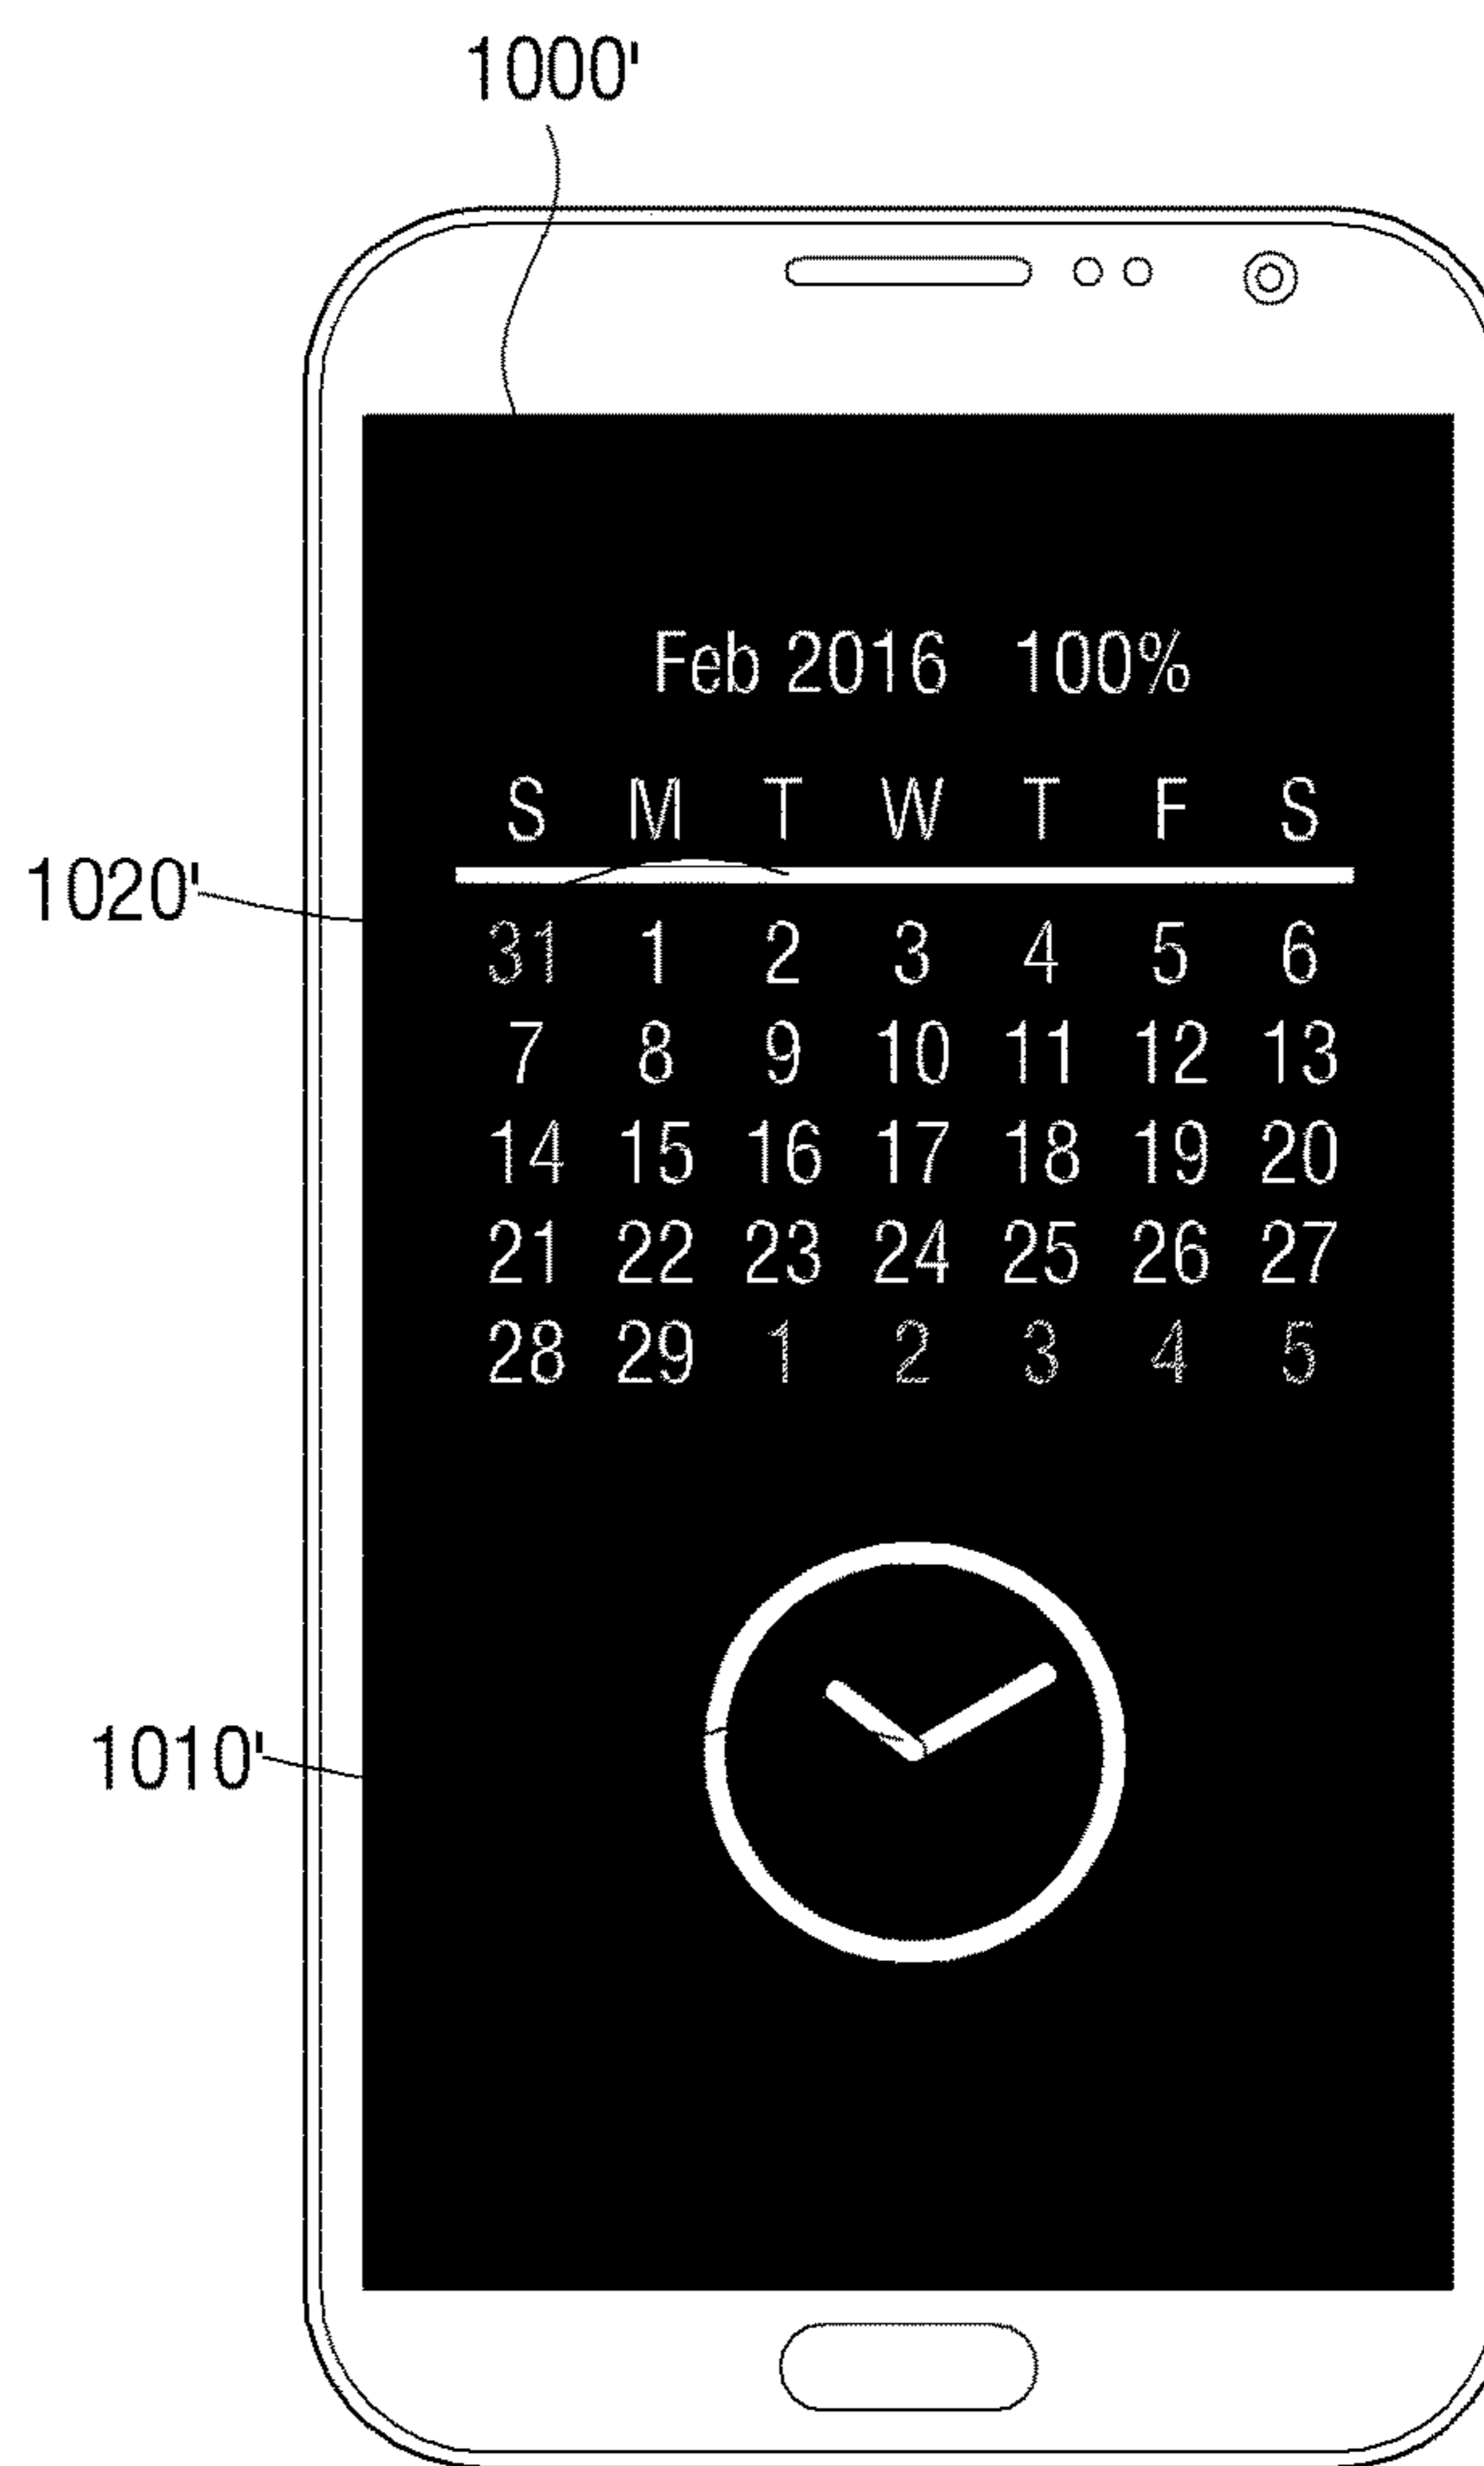 1000'
Feb 2016 100%
S M T W T F S
1020'
31 1 2 3 4 5 6
7 8 9 10 11 12 13
14 15 16 17 18 19 20
21 22 23 24 25 26 27
28 29 1 2 3 4 5
1010'